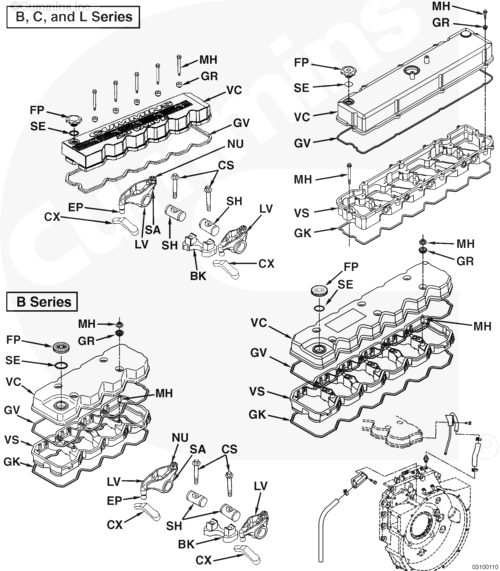 ©Cummins Inc.
B, C, and L Series
MH
GR
VC
GV
FP
SE
NU
CS
EP
CX
SA
LV
SH
SH
BK
LV
CX
MH
GR
FP
SE
VC
GV
MH
VS
GK
B Series
MH
GR
FP
SE
VC
MH
GV
VS
GK
NU
SA
CS
LV
EP
CX
SH
BK
LV
CX
MH
GR
FP
SE
VC
MH
GV
VS
GK
Cummins
®
03100110